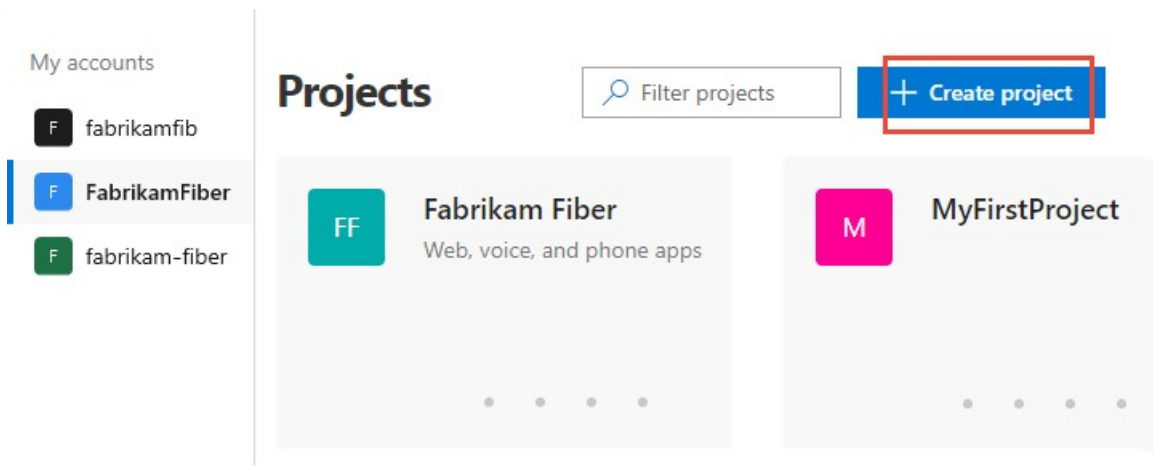 My accounts
F fabrikamfib
F FabrikamFiber
F fabrikam-fiber
Projects
Filter projects
+ Create project
FF
Fabrikam Fiber
Web, voice, and phone apps
M
MyFirstProject